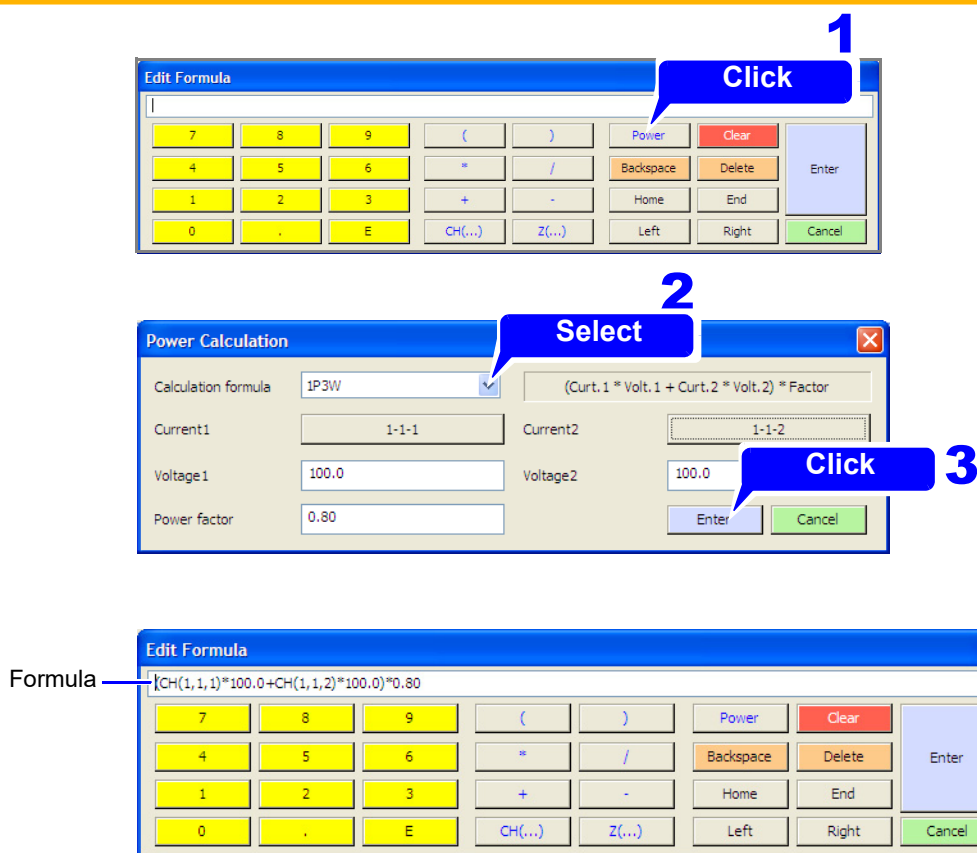 1
Edit Formula
Click
7 8 9 ( ) Power Clear
4 5 6 * / Backspace Delete Enter
1 2 3 + - Home End
0 . E CH(...) Z(...) Left Right Cancel
2
Power Calculation
Select
Calculation formula 1P3W (Curt.1 * Volt.1 + Curt.2 * Volt.2) * Factor
Current1 1-1-1 Current2 1-1-2
Voltage1 100.0 Voltage2 100.0
Click 3
Power factor 0.80 Enter Cancel
Edit Formula
Formula (CH(1,1,1)*100.0+CH(1,1,2)*100.0)*0.80
7 8 9 ( ) Power Clear
4 5 6 * / Backspace Delete Enter
1 2 3 + - Home End
0 . E CH(...) Z(...) Left Right Cancel